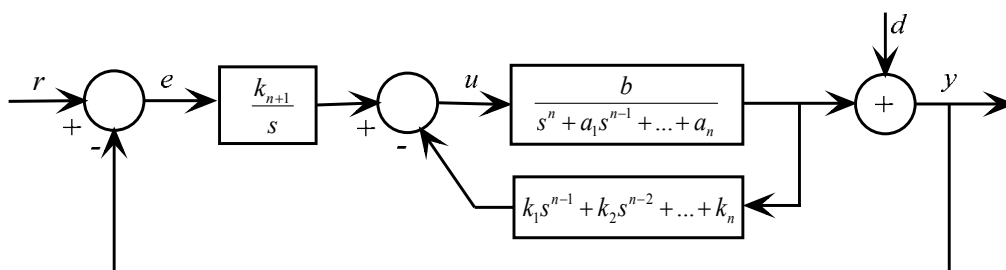 d
r
e
u
y
k_{n+1}
s
b
s^n + a_1 s^{n-1} + ... + a_n
+
+
+
-
-
k_1 s^{n-1} + k_2 s^{n-2} + ... + k_n